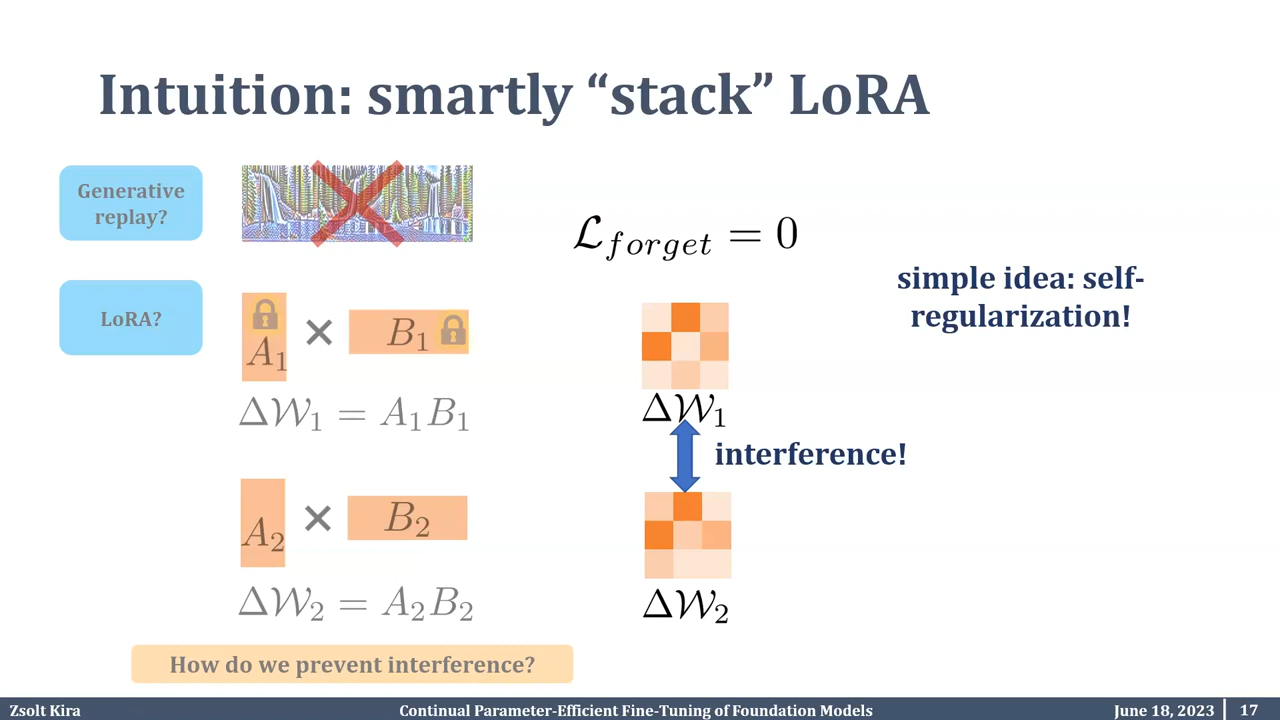 Intuition: smartly “stack” LoRA
Generative
replay?
ℒ_forget = 0
simple idea: self-
regularization!
LoRA?
A₁ × B₁
Δ𝒲₁ = A₁B₁
Δ𝒲₁
interference!
A₂ × B₂
Δ𝒲₂ = A₂B₂
Δ𝒲₂
How do we prevent interference?
Zsolt Kira
Continual Parameter-Efficient Fine-Tuning of Foundation Models
June 18, 2023 | 17